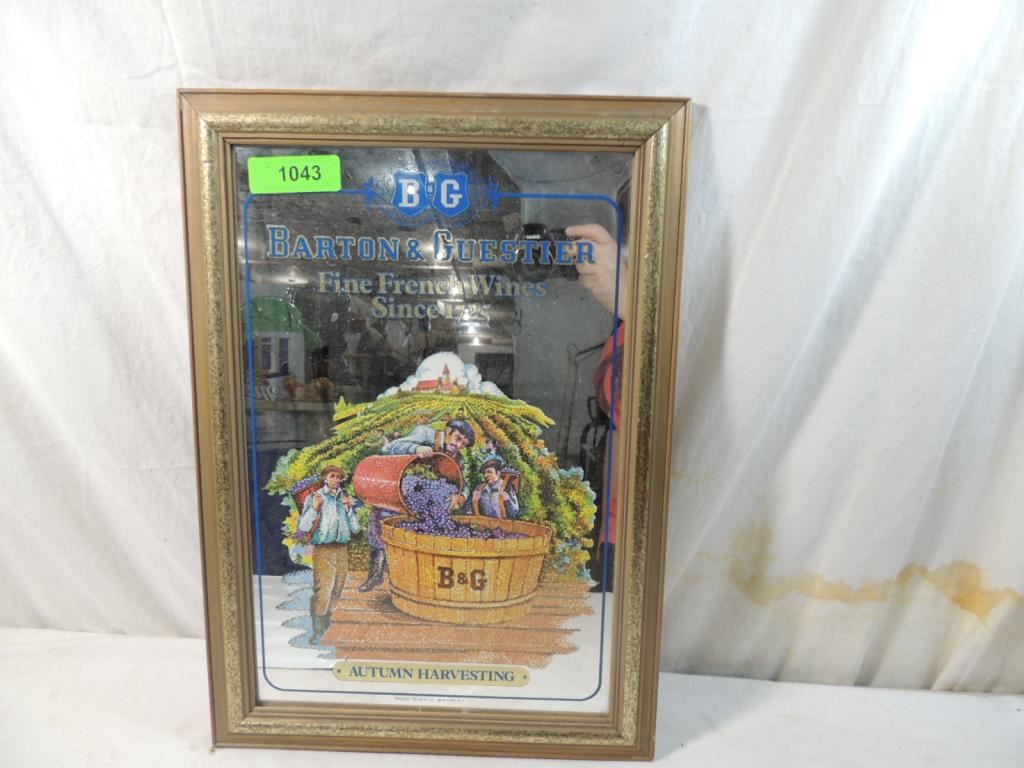 1043
B&G
BARTON & GUESTIER
Fine French Wines
Since 1725
B&G
AUTUMN HARVESTING